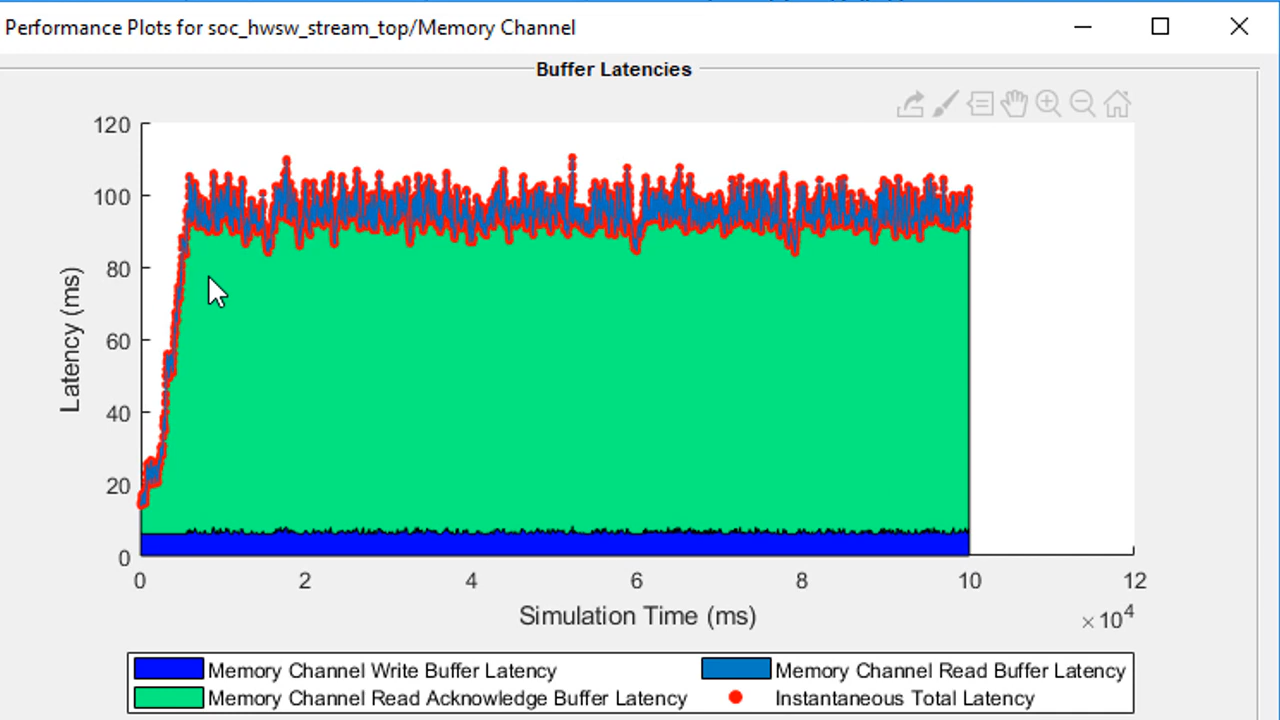 Performance Plots for soc_hwsw_stream_top/Memory Channel
Buffer Latencies
120
100
80
60
40
20
0
Latency (ms)
0 2 4 6 8 10 12
Simulation Time (ms)
×10^4
Memory Channel Write Buffer Latency
Memory Channel Read Buffer Latency
Memory Channel Read Acknowledge Buffer Latency
Instantaneous Total Latency